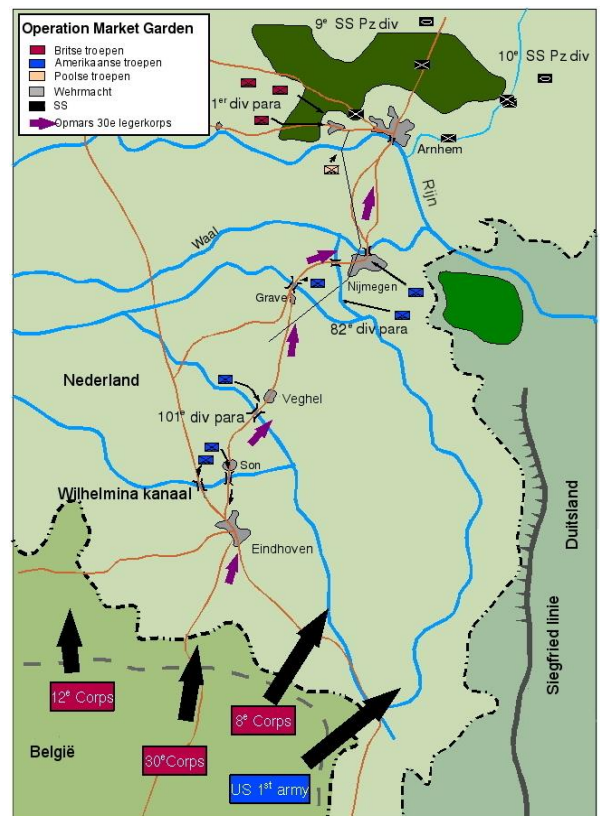 Operation Market Garden
Britse troepen
Amerikaanse troepen
Poolse troepen
Wehrmacht
SS
Opmars 30e legerkorps
9e SS Pz div
10e SS Pz div
1er div para
Arnhem
Rijn
Waal
Nijmegen
Grave
82e div para
Nederland
Veghel
101e div para
Son
Wilhelmina kanaal
Eindhoven
Duitsland
Siegfried linie
12e Corps
8e Corps
30e Corps
België
US 1st army